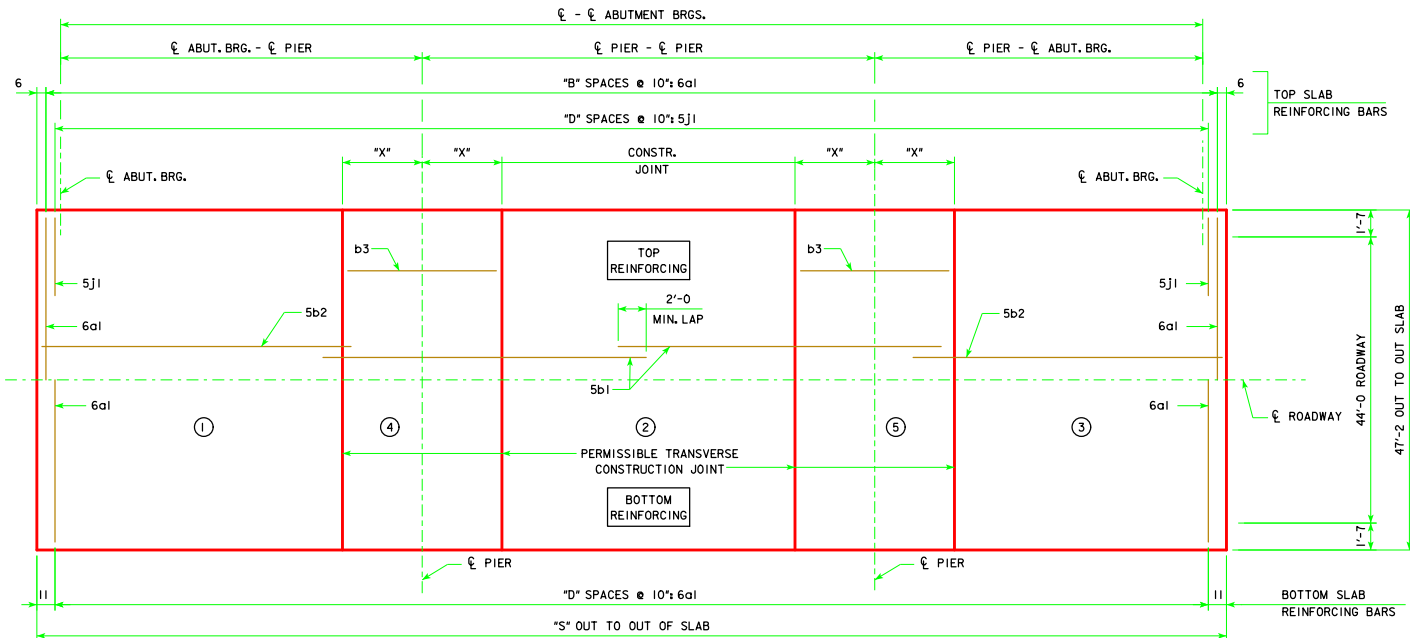 ℄ - ℄ ABUTMENT BRGS.
℄ ABUT. BRG. - ℄ PIER
℄ PIER - ℄ PIER
℄ PIER - ℄ ABUT. BRG.
6
"B" SPACES @ 10": 6a1
6
TOP SLAB
REINFORCING BARS
"D" SPACES @ 10": 5j1
"X"
"X"
CONSTR.
JOINT
"X"
"X"
℄ ABUT. BRG.
℄ ABUT. BRG.
1'-7
b3
TOP
REINFORCING
b3
5j1
5j1
2'-0
MIN. LAP
5b2
5b2
6a1
6a1
5b1
6a1
6a1
℄ ROADWAY
44'-0 ROADWAY
47'-2 OUT TO OUT SLAB
1
4
2
5
3
PERMISSIBLE TRANSVERSE
CONSTRUCTION JOINT
BOTTOM
REINFORCING
1'-7
℄ PIER
℄ PIER
11
"D" SPACES @ 10": 6a1
11
BOTTOM SLAB
REINFORCING BARS
"S" OUT TO OUT OF SLAB